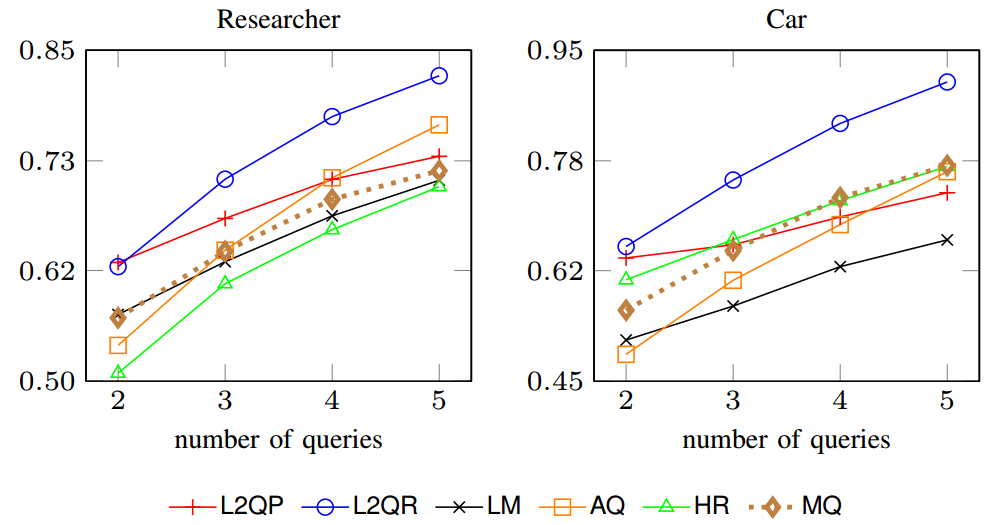 Researcher
0.85
0.73
0.62
0.50
2 3 4 5
number of queries
Car
0.95
0.78
0.62
0.45
2 3 4 5
number of queries
L2QP L2QR LM AQ HR MQ